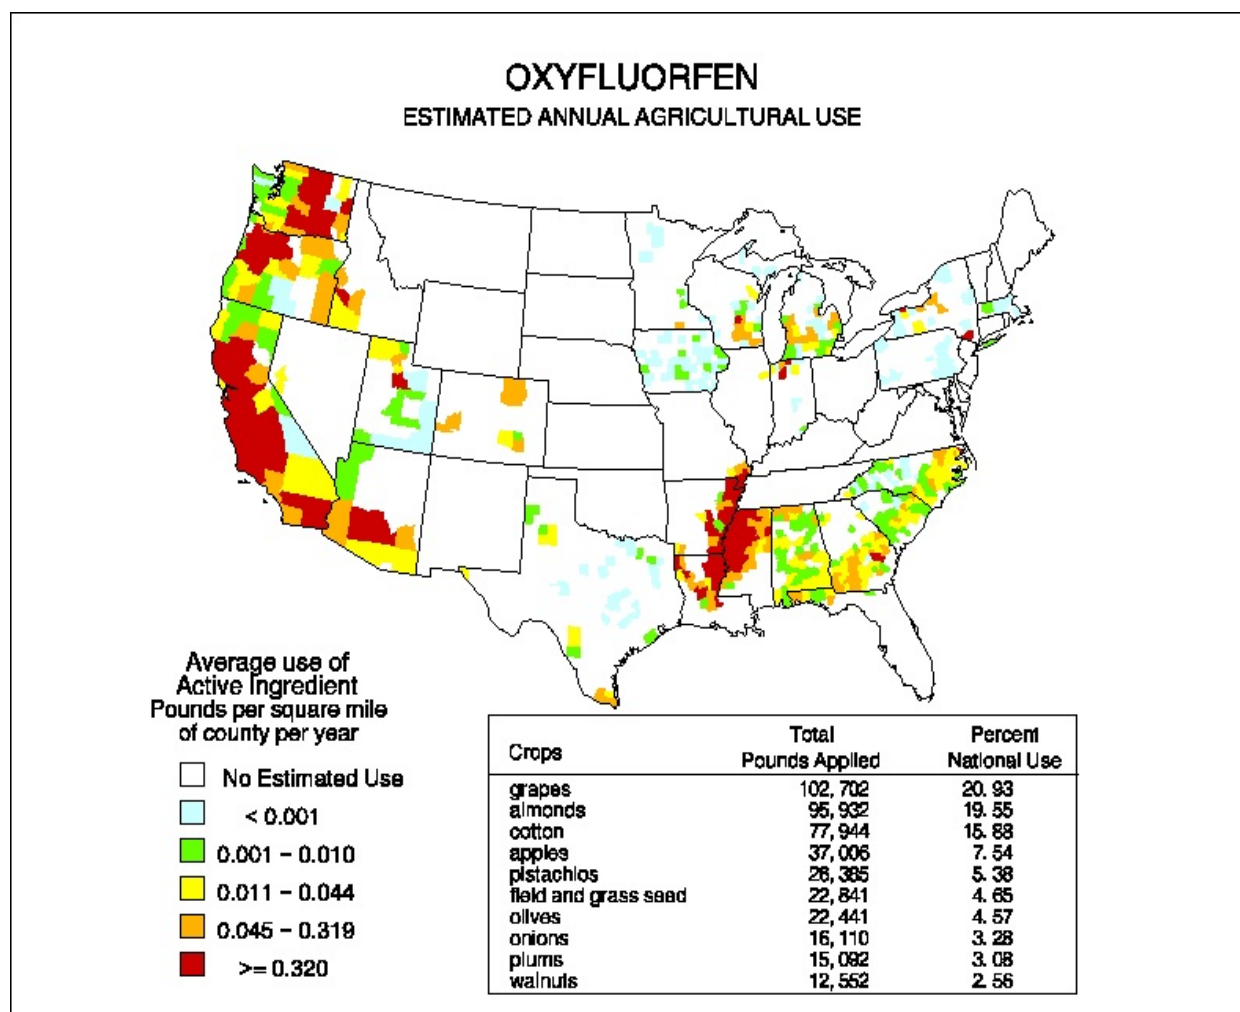 OXYFLUORFEN
ESTIMATED ANNUAL AGRICULTURAL USE
Average use of
Active Ingredient
Pounds per square mile
of county per year
No Estimated Use
< 0.001
0.001 - 0.010
0.011 - 0.044
0.045 - 0.319
>= 0.320
Crops Total Pounds Applied Percent National Use
grapes 102,702 20.93
almonds 95,932 19.55
cotton 77,944 15.88
apples 37,006 7.54
pistachios 26,385 5.38
field and grass seed 22,841 4.65
olives 22,441 4.57
onions 16,110 3.28
plums 15,092 3.08
walnuts 12,552 2.56